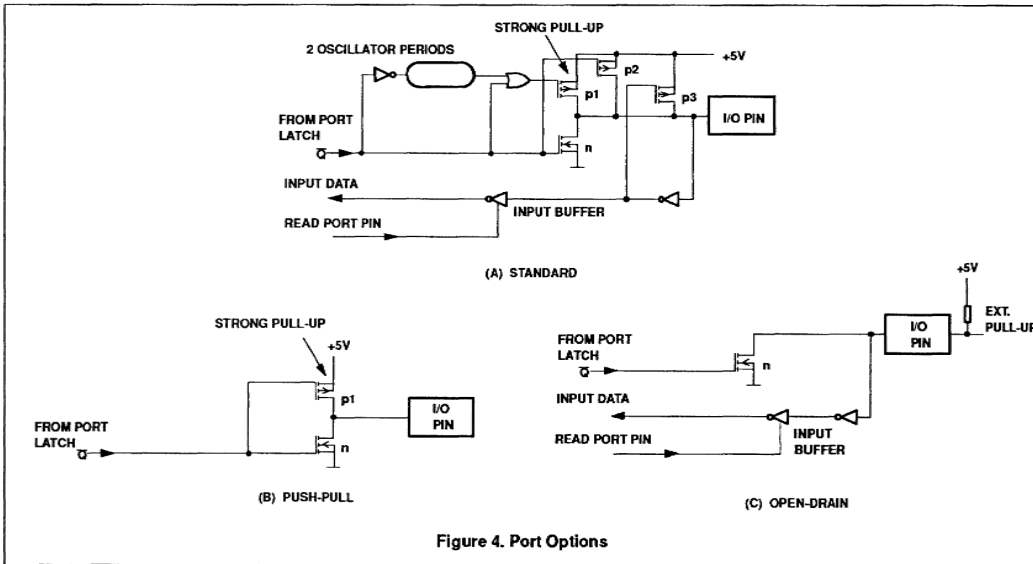 STRONG PULL-UP
2 OSCILLATOR PERIODS
+5V
p2
p1
p3
I/O PIN
FROM PORT
LATCH
Q̅
n
INPUT DATA
INPUT BUFFER
READ PORT PIN
(A) STANDARD
STRONG PULL-UP
+5V
p1
I/O
PIN
FROM PORT
LATCH
Q̅
n
(B) PUSH-PULL
+5V
EXT.
PULL-UP
I/O
PIN
FROM PORT
LATCH
Q̅
n
INPUT DATA
READ PORT PIN
INPUT
BUFFER
(C) OPEN-DRAIN
Figure 4. Port Options